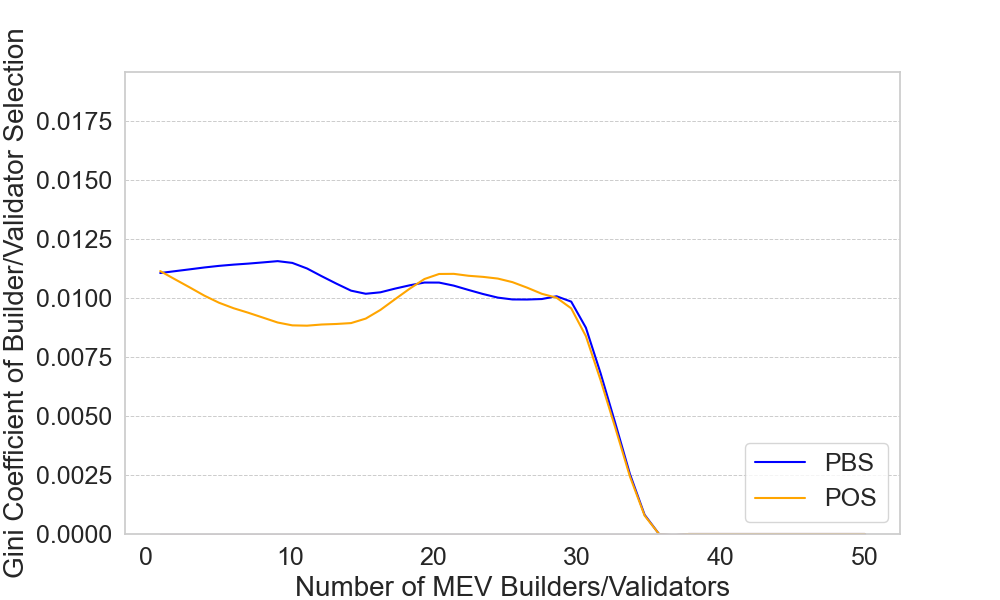 Gini Coefficient of Builder/Validator Selection
0.0175
0.0150
0.0125
0.0100
0.0075
0.0050
0.0025
0.0000
0 10 20 30 40 50
Number of MEV Builders/Validators
PBS
POS